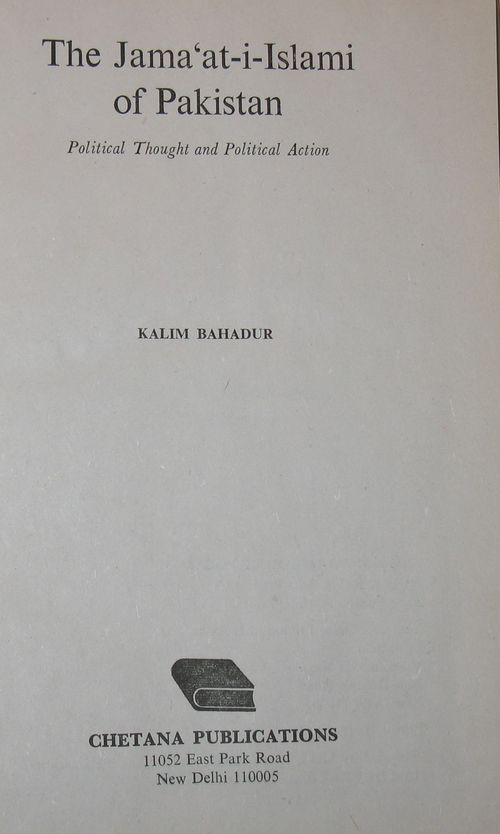 The Jama‘at-i-Islami
of Pakistan
Political Thought and Political Action
KALIM BAHADUR
CHETANA PUBLICATIONS
11052 East Park Road
New Delhi 110005